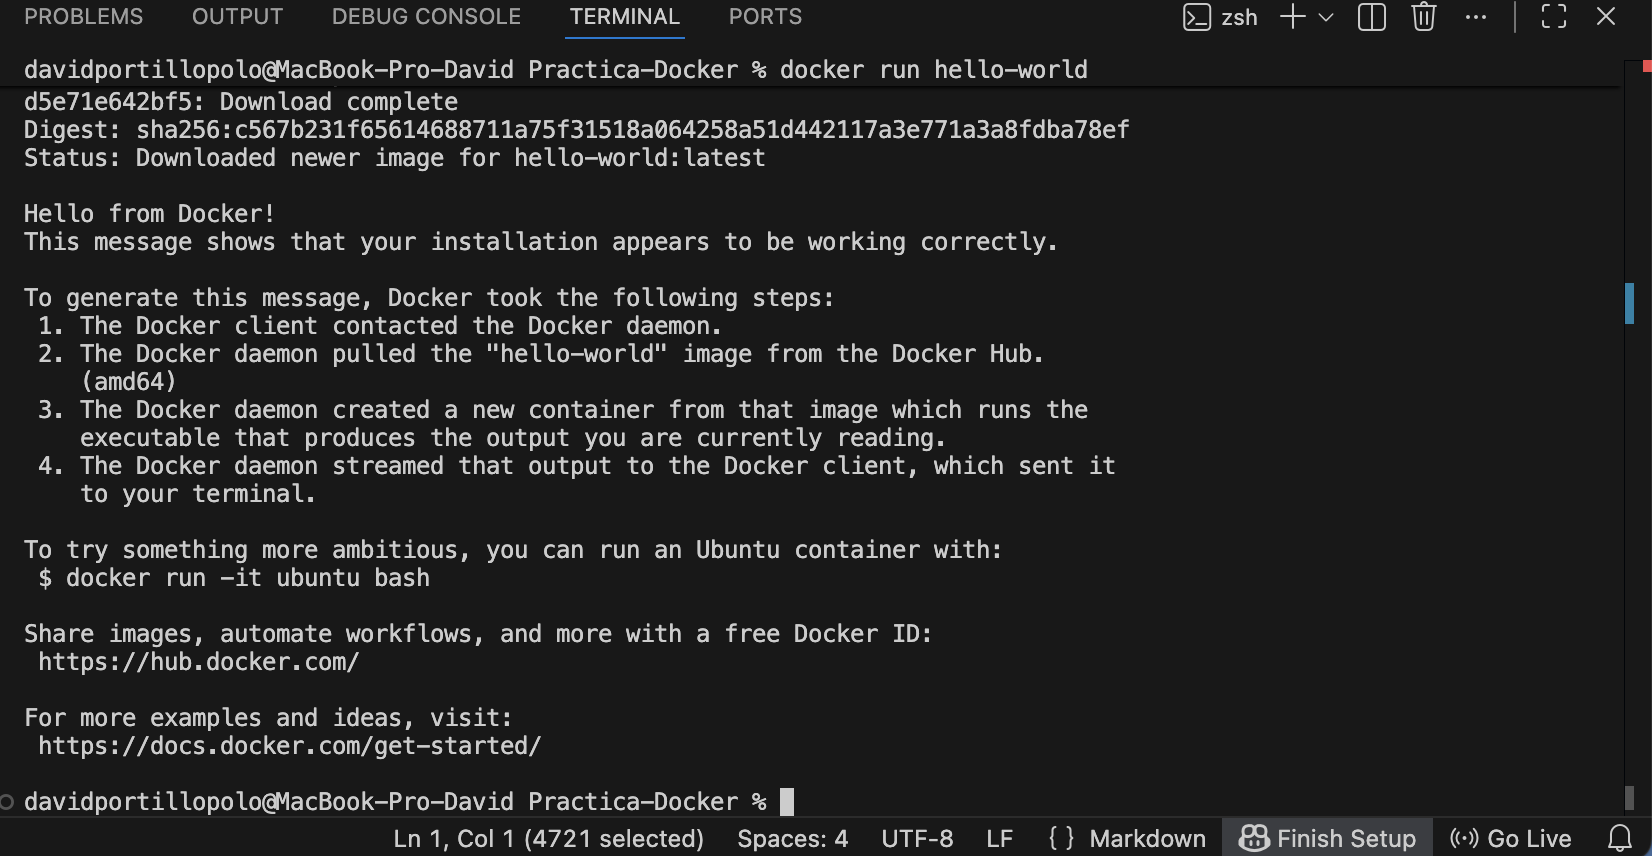 PROBLEMS OUTPUT DEBUG CONSOLE TERMINAL PORTS zsh
davidportillopolo@MacBook-Pro-David Practica-Docker % docker run hello-world
d5e71e642bf5: Download complete
Digest: sha256:c567b231f65614688711a75f31518a064258a51d442117a3e771a3a8fdba78ef
Status: Downloaded newer image for hello-world:latest

Hello from Docker!
This message shows that your installation appears to be working correctly.

To generate this message, Docker took the following steps:
 1. The Docker client contacted the Docker daemon.
 2. The Docker daemon pulled the "hello-world" image from the Docker Hub.
    (amd64)
 3. The Docker daemon created a new container from that image which runs the
    executable that produces the output you are currently reading.
 4. The Docker daemon streamed that output to the Docker client, which sent it
    to your terminal.

To try something more ambitious, you can run an Ubuntu container with:
 $ docker run -it ubuntu bash

Share images, automate workflows, and more with a free Docker ID:
 https://hub.docker.com/

For more examples and ideas, visit:
 https://docs.docker.com/get-started/

davidportillopolo@MacBook-Pro-David Practica-Docker %
Ln 1, Col 1 (4721 selected) Spaces: 4 UTF-8 LF { } Markdown Finish Setup Go Live